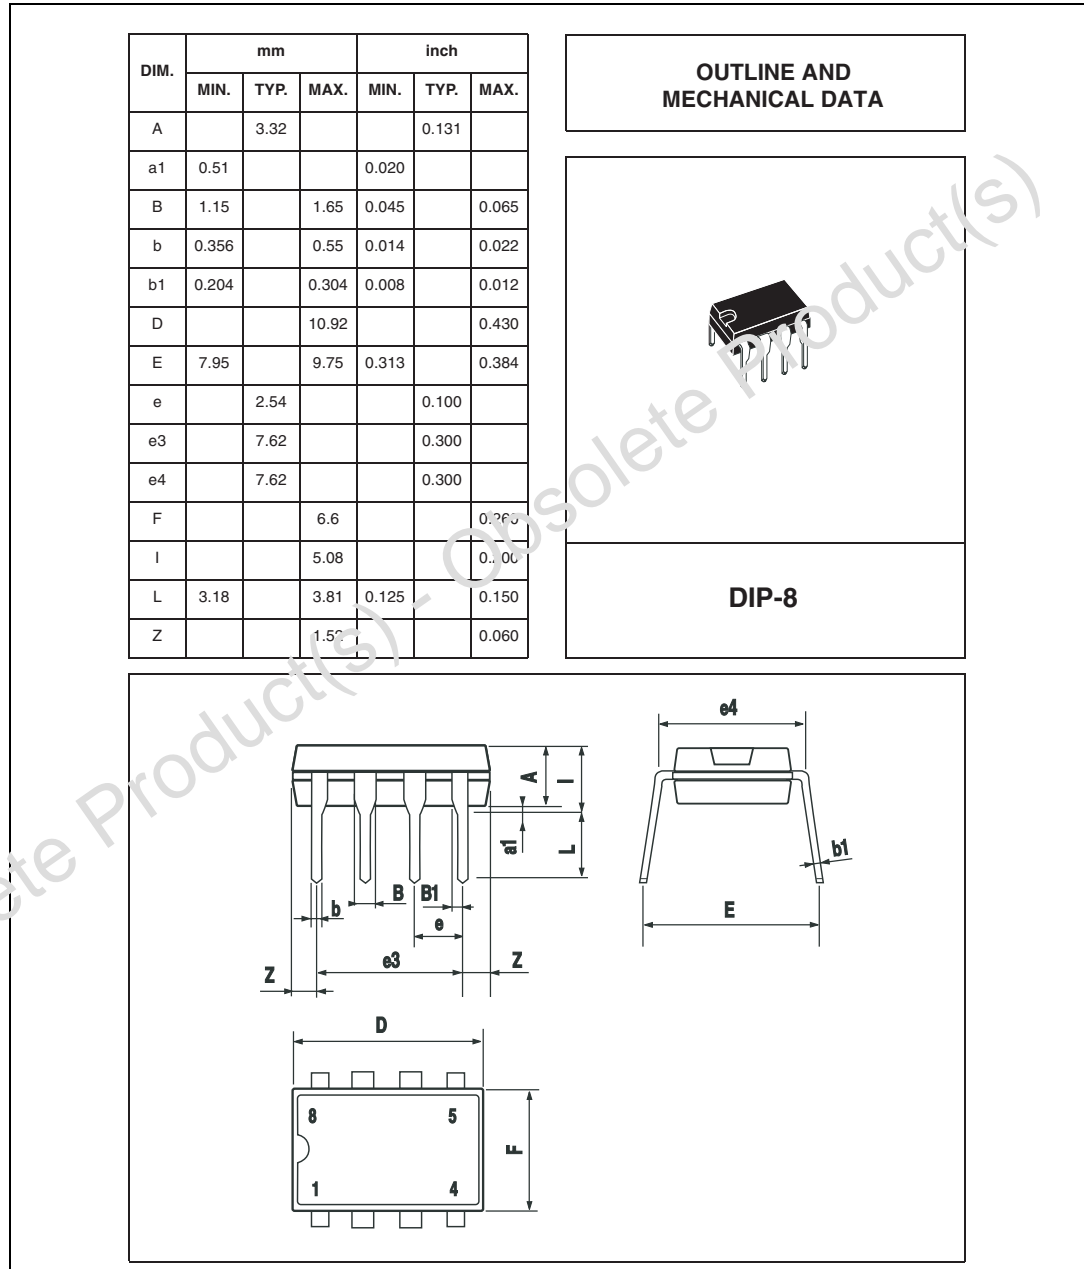 DIM. mm inch
MIN. TYP. MAX. MIN. TYP. MAX.
A 3.32 0.131
a1 0.51 0.020
B 1.15 1.65 0.045 0.065
b 0.356 0.55 0.014 0.022
b1 0.204 0.304 0.008 0.012
D 10.92 0.430
E 7.95 9.75 0.313 0.384
e 2.54 0.100
e3 7.62 0.300
e4 7.62 0.300
F 6.6
I 5.08
L 3.18 3.81 0.125 0.150
Z 0.060
OUTLINE AND
MECHANICAL DATA
DIP-8
e4
A I
a1 L
b1
b B B1
e
E
e3
Z Z
D
8 5
F
1 4
Product(s) - Obsolete Product(s)